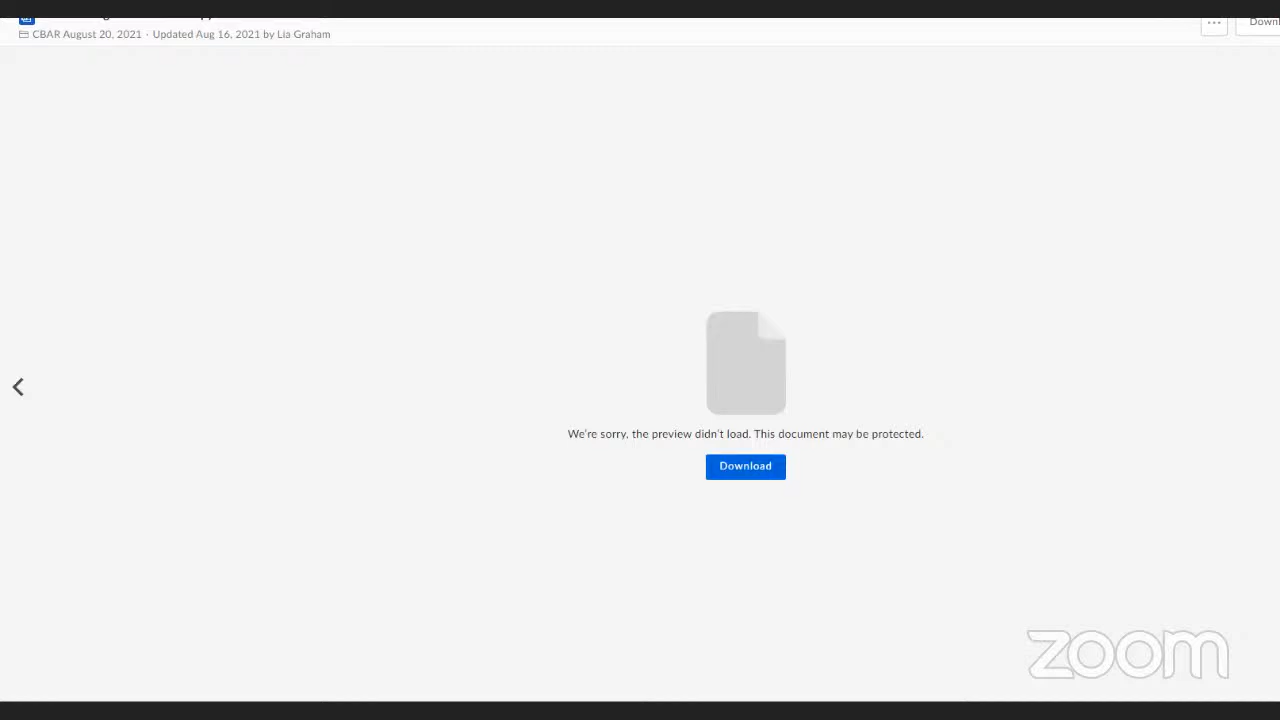 CBAR August 20, 2021 · Updated Aug 16, 2021 by Lia Graham
We're sorry, the preview didn't load. This document may be protected.
Download
zoom